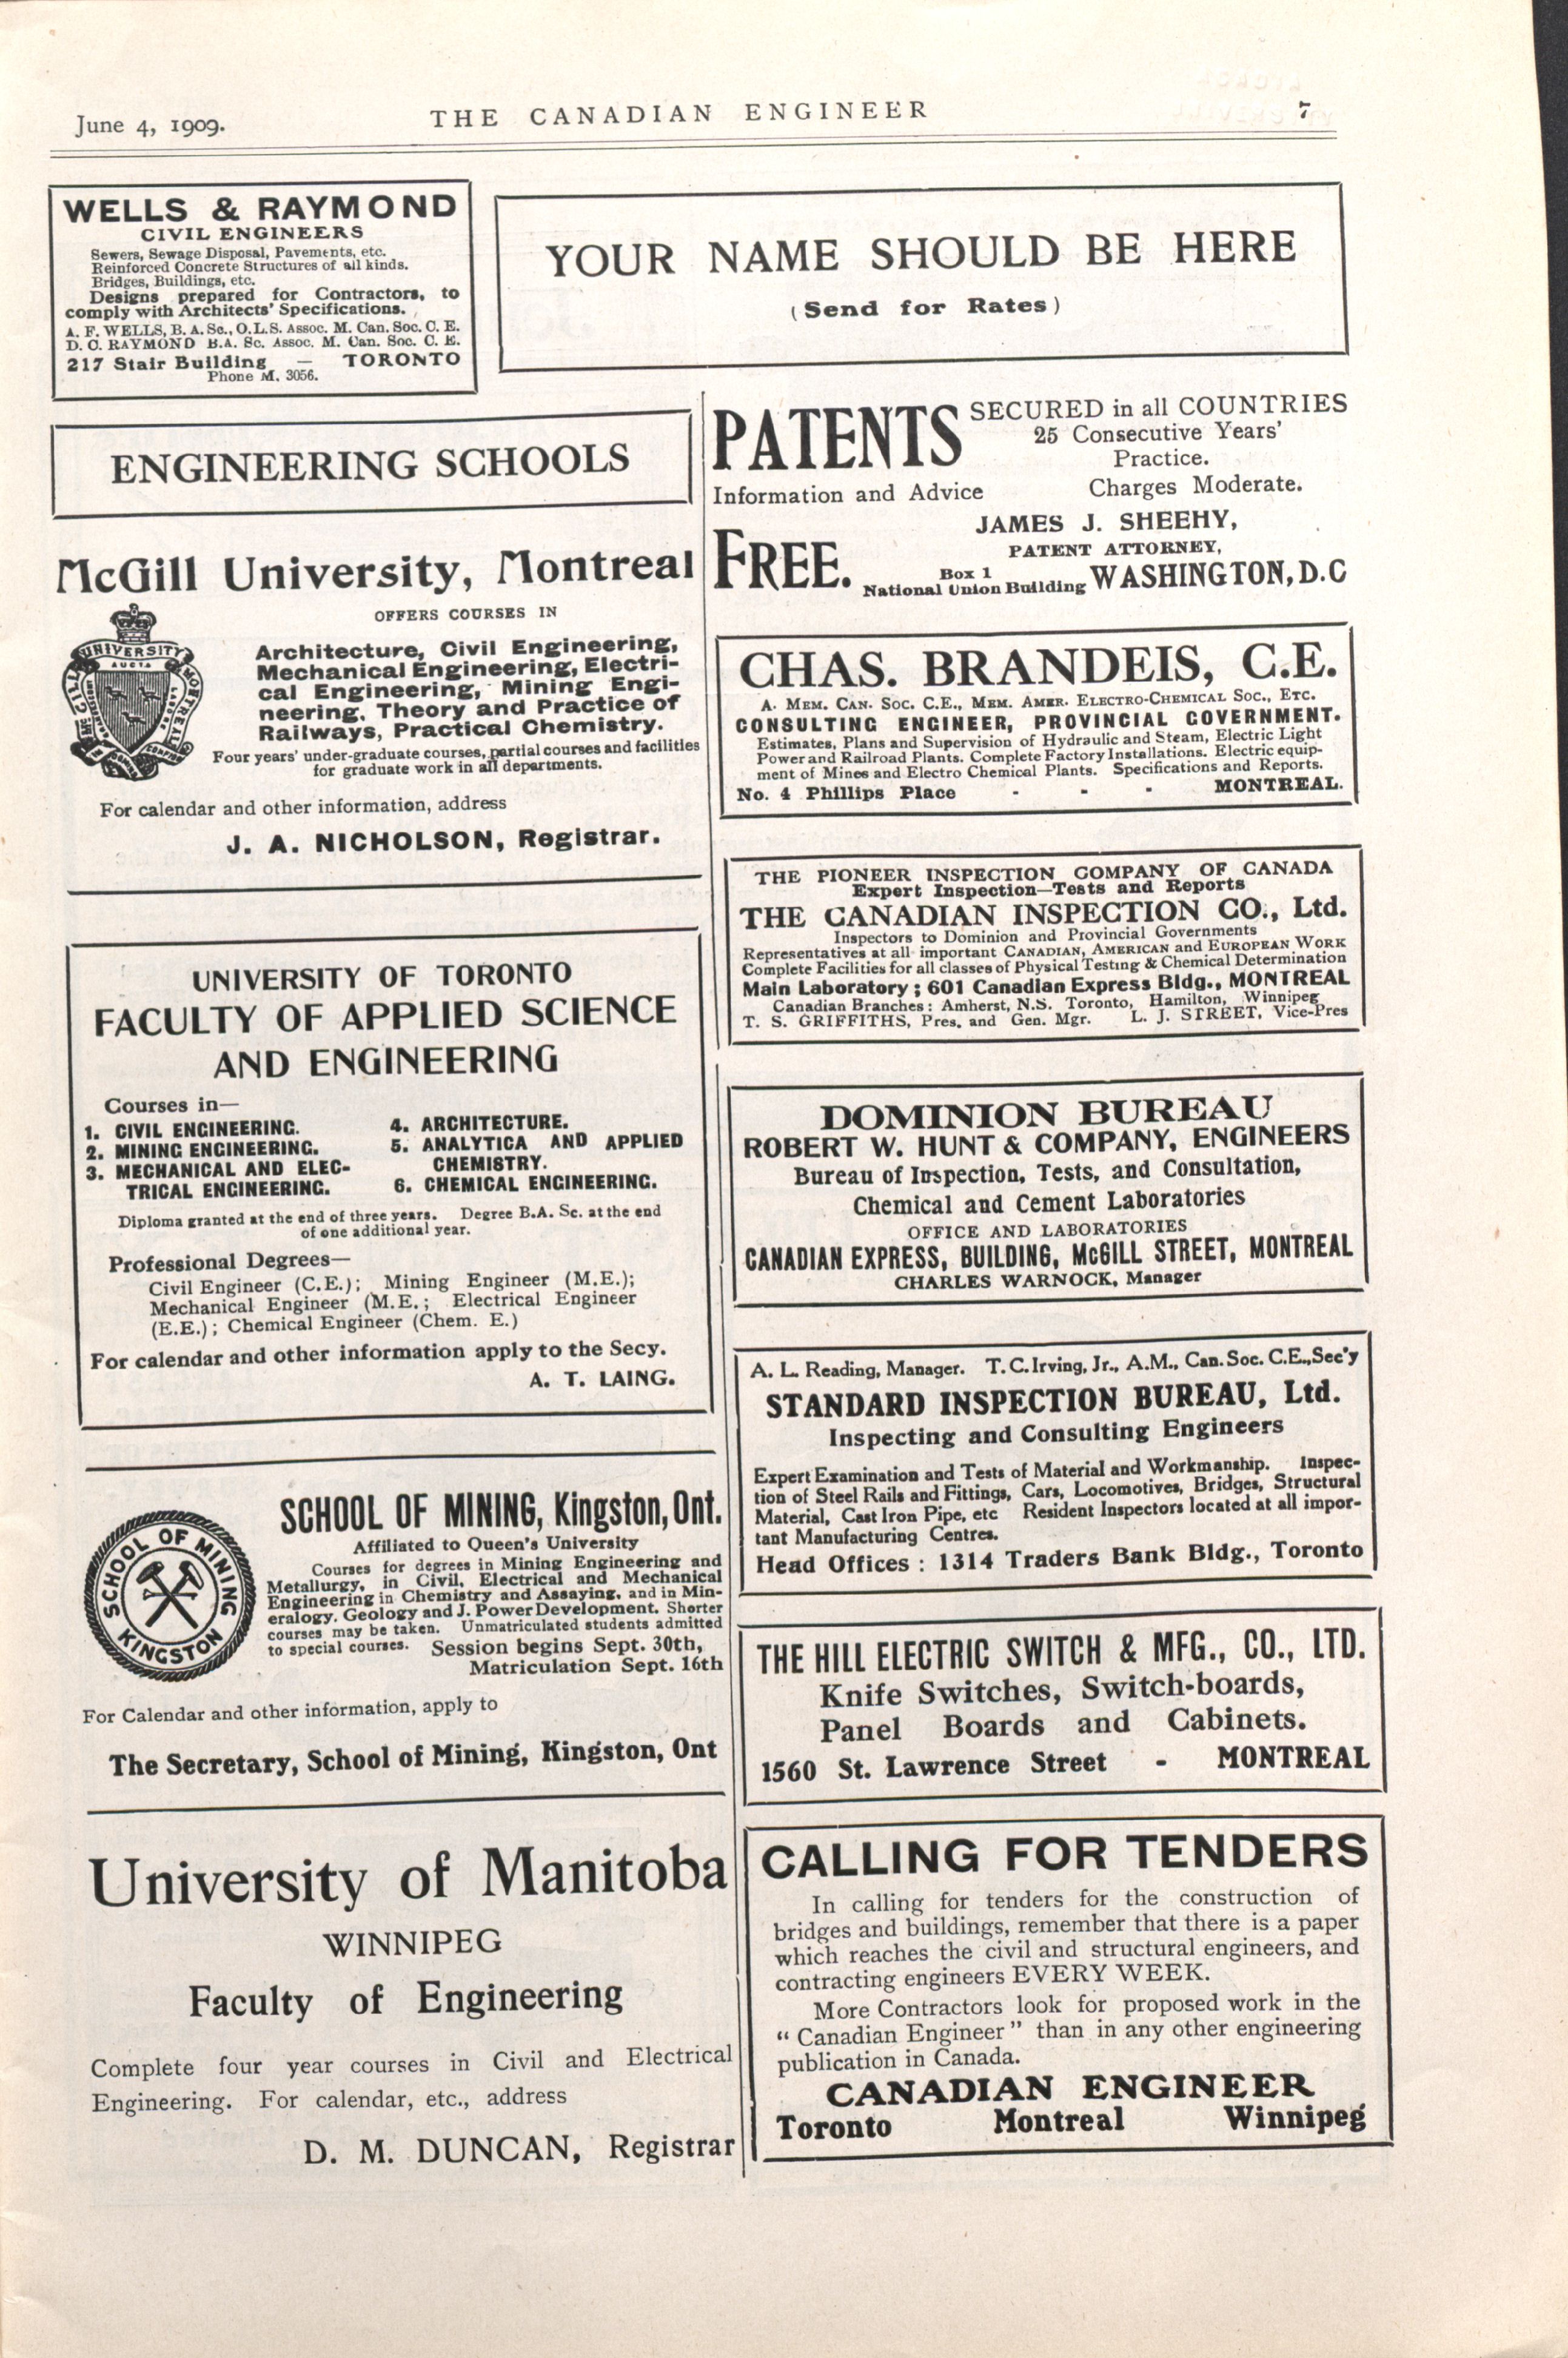 June 4, 1909.
THE CANADIAN ENGINEER
7
WELLS & RAYMOND
CIVIL ENGINEERS
Sewers, Sewage Disposal, Pavements, etc.
Reinforced Concrete Structures of all kinds.
Bridges, Buildings, etc.
Designs prepared for Contractors, to
comply with Architects' Specifications.
A. F. WELLS, B. A. Sc., O.L.S. Assoc. M. Can. Soc. C. E.
D. C. RAYMOND B.A. Sc. Assoc. M. Can. Soc. C. E.
217 Stair Building — TORONTO
Phone M. 3056.
YOUR NAME SHOULD BE HERE
(Send for Rates)
ENGINEERING SCHOOLS
McGill University, Montreal
OFFERS COURSES IN
UNIVERSITY
McGILL
MONTREAL
Architecture, Civil Engineering,
Mechanical Engineering, Electri-
cal Engineering, Mining Engi-
neering, Theory and Practice of
Railways, Practical Chemistry.
Four years' under-graduate courses, partial courses and facilities
for graduate work in all departments.
For calendar and other information, address
J. A. NICHOLSON, Registrar.
UNIVERSITY OF TORONTO
FACULTY OF APPLIED SCIENCE
AND ENGINEERING
Courses in—
1. CIVIL ENGINEERING.
2. MINING ENGINEERING.
3. MECHANICAL AND ELEC-
TRICAL ENGINEERING.
4. ARCHITECTURE.
5. ANALYTICA AND APPLIED
CHEMISTRY.
6. CHEMICAL ENGINEERING.
Diploma granted at the end of three years. Degree B.A. Sc. at the end
of one additional year.
Professional Degrees—
Civil Engineer (C.E.); Mining Engineer (M.E.);
Mechanical Engineer (M.E.; Electrical Engineer
(E.E.); Chemical Engineer (Chem. E.)
For calendar and other information apply to the Secy.
A. T. LAING.
SCHOOL OF MINING
KINGSTON
SCHOOL OF MINING, Kingston, Ont.
Affiliated to Queen's University
Courses for degrees in Mining Engineering and
Metallurgy, in Civil, Electrical and Mechanical
Engineering in Chemistry and Assaying, and in Min-
eralogy. Geology and J. Power Development. Shorter
courses may be taken. Unmatriculated students admitted
to special courses. Session begins Sept. 30th,
Matriculation Sept. 16th
For Calendar and other information, apply to
The Secretary, School of Mining, Kingston, Ont
University of Manitoba
WINNIPEG
Faculty of Engineering
Complete four year courses in Civil and Electrical
Engineering. For calendar, etc., address
D. M. DUNCAN, Registrar
PATENTS SECURED in all COUNTRIES
25 Consecutive Years'
Practice.
Information and Advice Charges Moderate.
FREE.
JAMES J. SHEEHY,
PATENT ATTORNEY,
Box 1
National Union Building WASHINGTON, D.C
CHAS. BRANDEIS, C.E.
A. Mem. Can. Soc. C.E., Mem. Amer. Electro-Chemical Soc., Etc.
CONSULTING ENGINEER, PROVINCIAL GOVERNMENT.
Estimates, Plans and Supervision of Hydraulic and Steam, Electric Light
Power and Railroad Plants. Complete Factory Installations. Electric equip-
ment of Mines and Electro Chemical Plants. Specifications and Reports.
No. 4 Phillips Place - - - MONTREAL.
THE PIONEER INSPECTION COMPANY OF CANADA
Expert Inspection—Tests and Reports
THE CANADIAN INSPECTION CO., Ltd.
Inspectors to Dominion and Provincial Governments
Representatives at all important CANADIAN, AMERICAN and EUROPEAN WORK
Complete Facilities for all classes of Physical Testing & Chemical Determination
Main Laboratory; 601 Canadian Express Bldg., MONTREAL
Canadian Branches: Amherst, N.S. Toronto, Hamilton, Winnipeg
T. S. GRIFFITHS, Pres. and Gen. Mgr. L. J. STREET, Vice-Pres
DOMINION BUREAU
ROBERT W. HUNT & COMPANY, ENGINEERS
Bureau of Inspection, Tests, and Consultation,
Chemical and Cement Laboratories
OFFICE AND LABORATORIES
CANADIAN EXPRESS, BUILDING, McGILL STREET, MONTREAL
CHARLES WARNOCK, Manager
A. L. Reading, Manager. T. C. Irving, Jr., A.M., Can. Soc. C.E., Sec'y
STANDARD INSPECTION BUREAU, Ltd.
Inspecting and Consulting Engineers
Expert Examination and Tests of Material and Workmanship. Inspec-
tion of Steel Rails and Fittings, Cars, Locomotives, Bridges, Structural
Material, Cast Iron Pipe, etc Resident Inspectors located at all impor-
tant Manufacturing Centres.
Head Offices: 1314 Traders Bank Bldg., Toronto
THE HILL ELECTRIC SWITCH & MFG., CO., LTD.
Knife Switches, Switch-boards,
Panel Boards and Cabinets.
1560 St. Lawrence Street - MONTREAL
CALLING FOR TENDERS
In calling for tenders for the construction of
bridges and buildings, remember that there is a paper
which reaches the civil and structural engineers, and
contracting engineers EVERY WEEK.
More Contractors look for proposed work in the
"Canadian Engineer" than in any other engineering
publication in Canada.
CANADIAN ENGINEER
Toronto Montreal Winnipeg